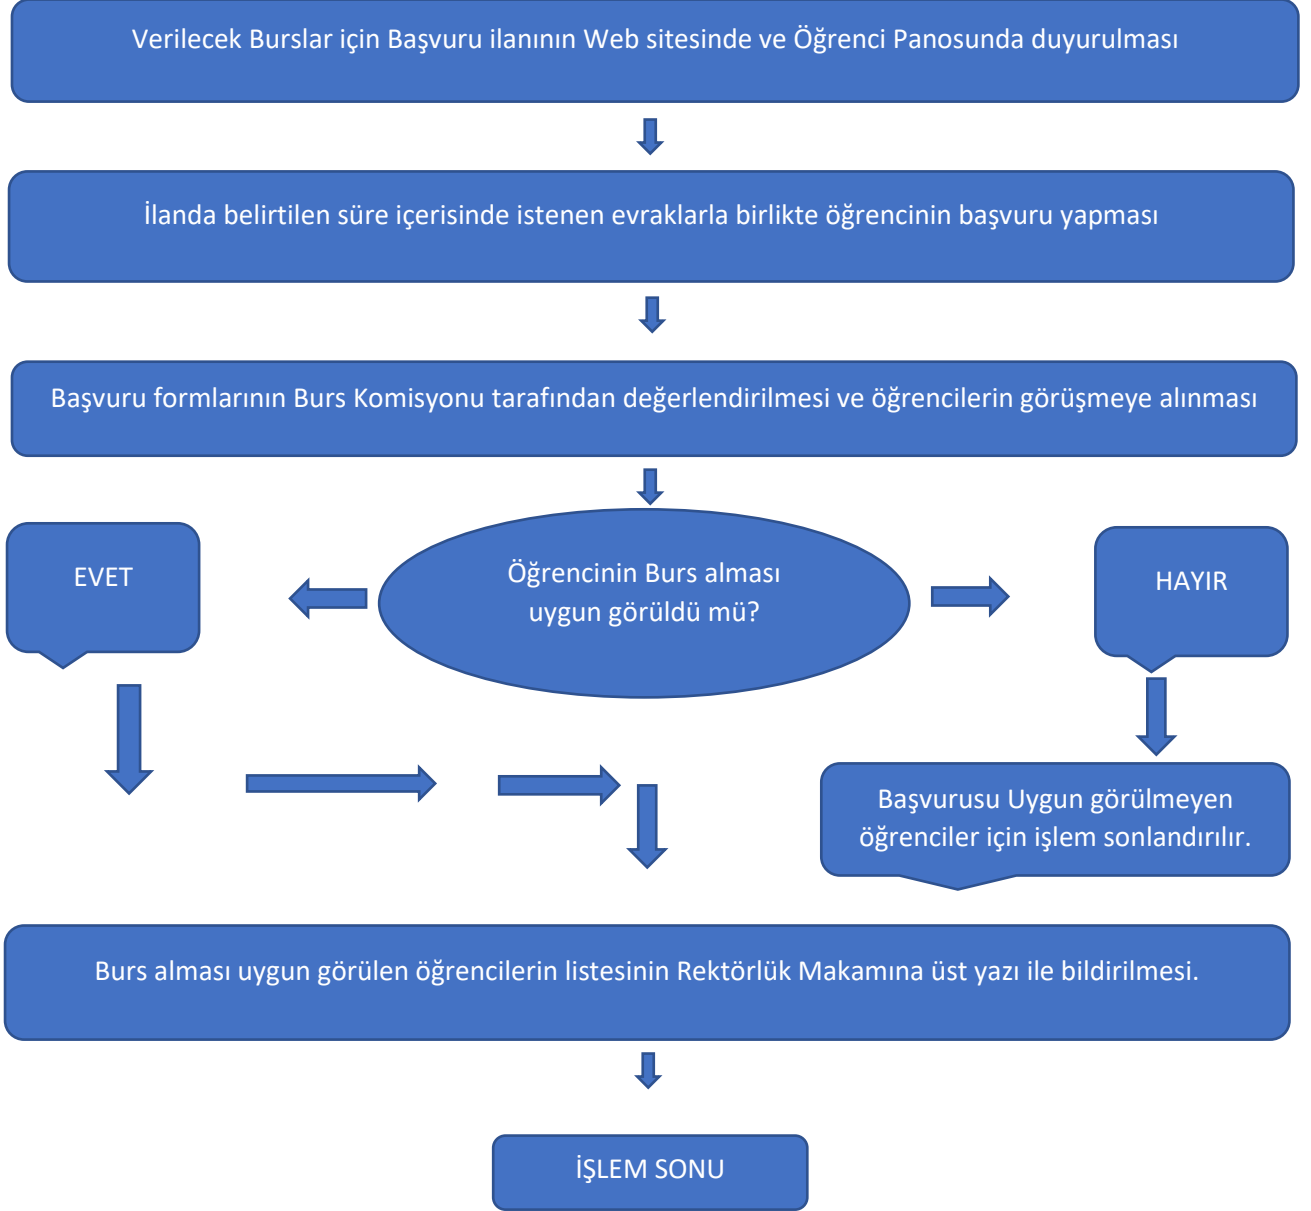 Verilecek Burslar için Başvuru ilanının Web sitesinde ve Öğrenci Panosunda duyurulması
İlanda belirtilen süre içerisinde istenen evraklarla birlikte öğrencinin başvuru yapması
Başvuru formlarının Burs Komisyonu tarafından değerlendirilmesi ve öğrencilerin görüşmeye alınması
EVET
Öğrencinin Burs alması
uygun görüldü mü?
HAYIR
Başvurusu Uygun görülmeyen
öğrenciler için işlem sonlandırılır.
Burs alması uygun görülen öğrencilerin listesinin Rektörlük Makamına üst yazı ile bildirilmesi.
İŞLEM SONU